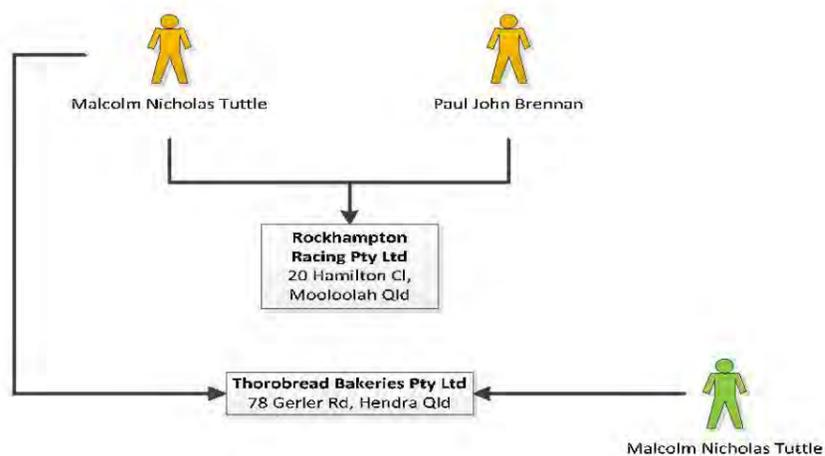 Malcolm Nicholas Tuttle
Paul John Brennan
Rockhampton
Racing Pty Ltd
20 Hamilton Cl,
Mooloolah Qld
Thorobread Bakeries Pty Ltd
78 Gerler Rd, Hendra Qld
Malcolm Nicholas Tuttle